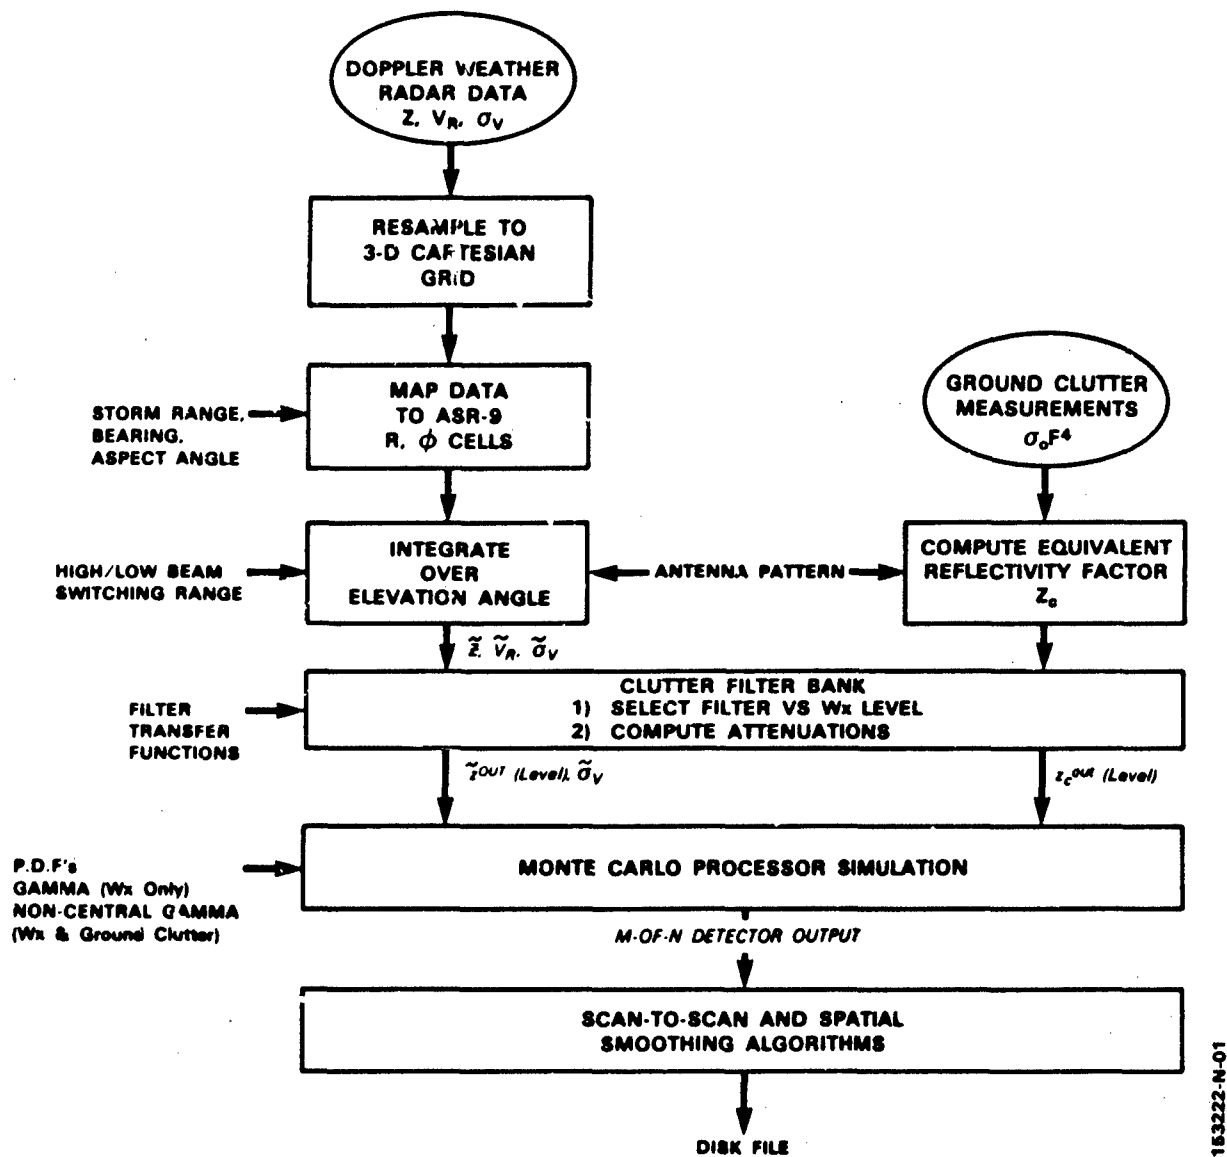 DOPPLER WEATHER
RADAR DATA
Z, V_R, σ_V
RESAMPLE TO
3-D CARTESIAN
GRID
MAP DATA
TO ASR-9
R, ϕ CELLS
STORM RANGE,
BEARING,
ASPECT ANGLE
GROUND CLUTTER
MEASUREMENTS
σ_oF⁴
INTEGRATE
OVER
ELEVATION ANGLE
HIGH/LOW BEAM
SWITCHING RANGE
ANTENNA PATTERN
COMPUTE EQUIVALENT
REFLECTIVITY FACTOR
Z_c
z̃, Ṽ_R, σ̃_V
CLUTTER FILTER BANK
1) SELECT FILTER VS Wx LEVEL
2) COMPUTE ATTENUATIONS
FILTER
TRANSFER
FUNCTIONS
z̃^OUT (Level), σ̃_V
z_c^out (Level)
MONTE CARLO PROCESSOR SIMULATION
P.D.F's
GAMMA (Wx Only)
NON-CENTRAL GAMMA
(Wx & Ground Clutter)
M-OF-N DETECTOR OUTPUT
SCAN-TO-SCAN AND SPATIAL
SMOOTHING ALGORITHMS
DISK FILE
153222-N-01